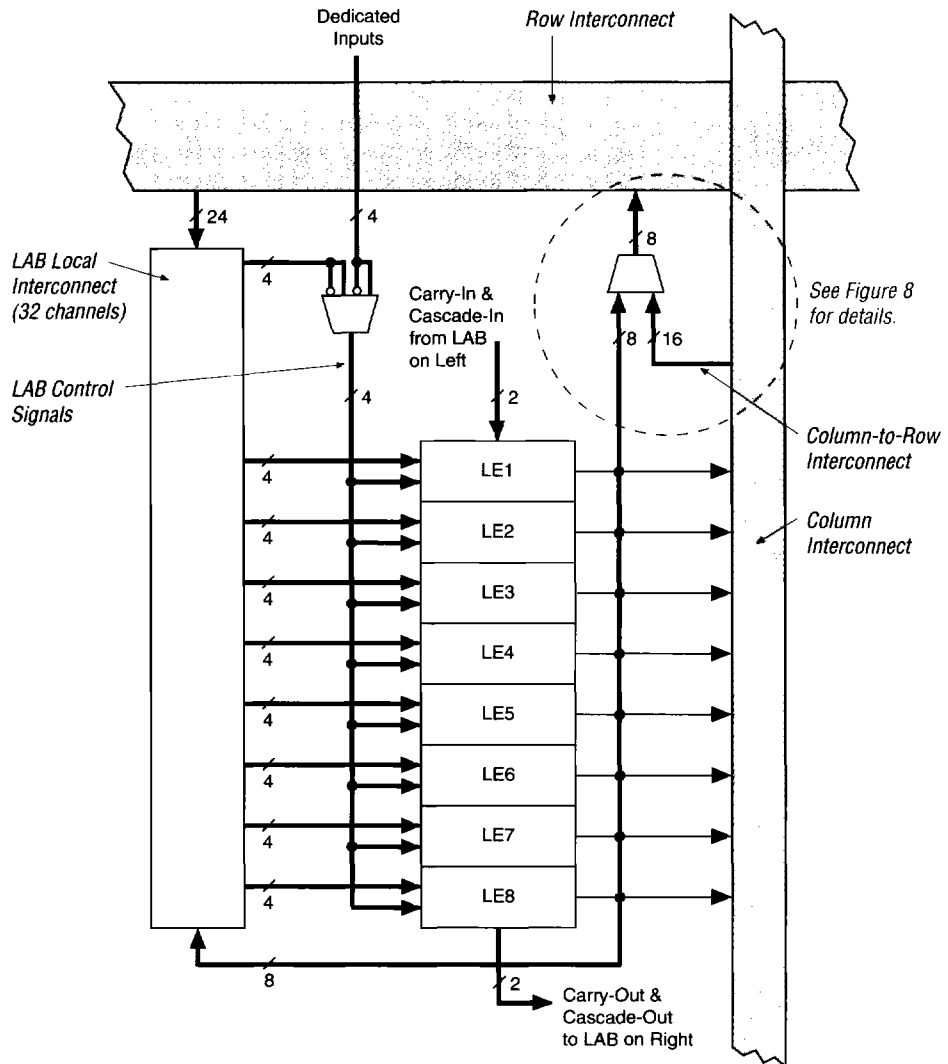 Dedicated
Inputs
Row Interconnect
24
4
8
LAB Local
Interconnect
(32 channels)
4
See Figure 8
for details.
Carry-In &
Cascade-In
from LAB
on Left
8
16
LAB Control
Signals
4
2
Column-to-Row
Interconnect
4
LE1
Column
Interconnect
4
LE2
4
LE3
4
LE4
4
LE5
4
LE6
4
LE7
4
LE8
8
2
Carry-Out &
Cascade-Out
to LAB on Right